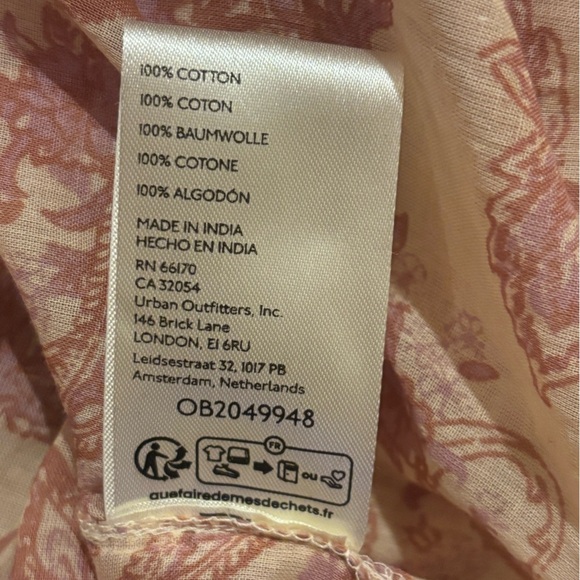 100% COTTON
100% COTON
100% BAUMWOLLE
100% COTONE
100% ALGODÓN
MADE IN INDIA
HECHO EN INDIA
RN 66170
CA 32054
Urban Outfitters, Inc.
146 Brick Lane
LONDON, E1 6RU
Leidsestraat 32, 1017 PB
Amsterdam, Netherlands
OB2049948
FR
ou
quefairedemesdechets.fr